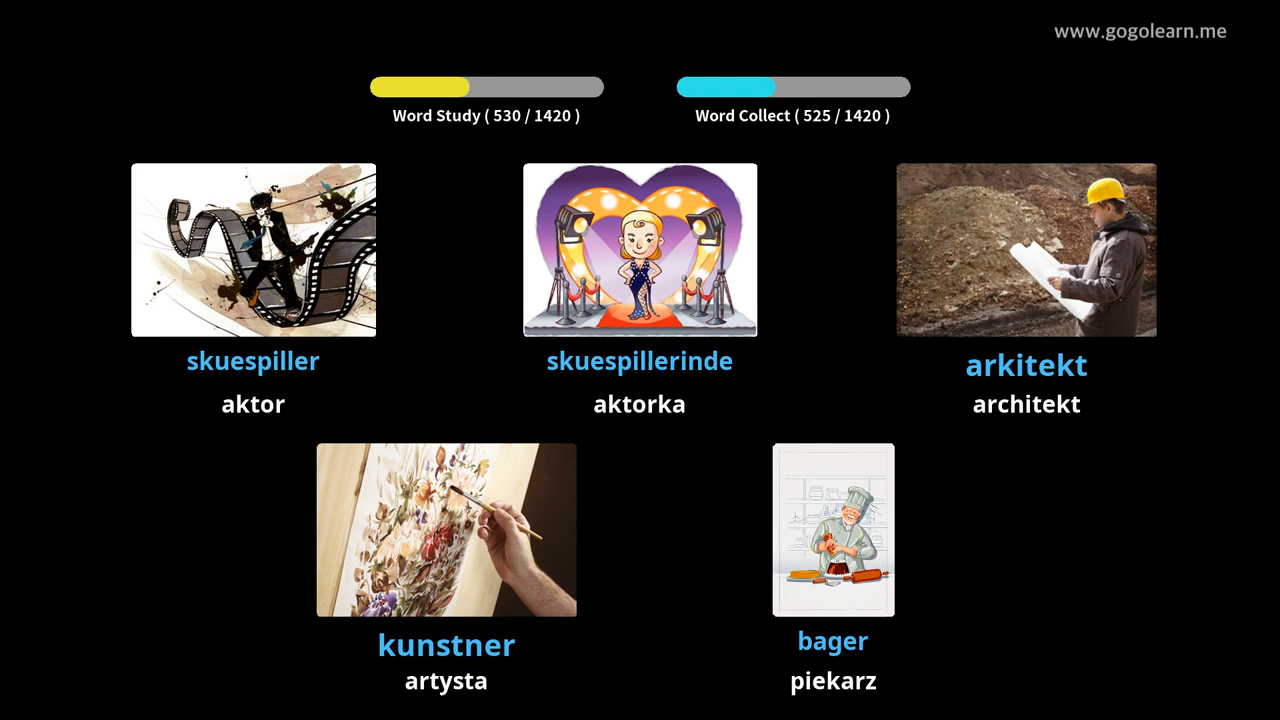 www.gogolearn.me
Word Study ( 530 / 1420 )
Word Collect ( 525 / 1420 )
skuespiller
aktor
skuespillerinde
aktorka
arkitekt
architekt
kunstner
artysta
bager
piekarz